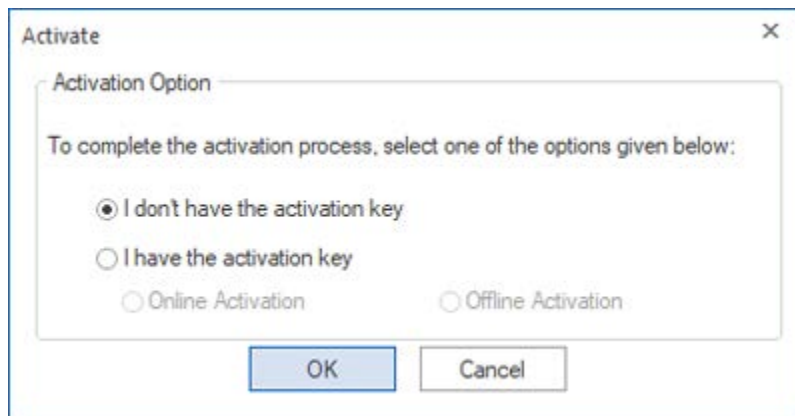 Activate
Activation Option
To complete the activation process, select one of the options given below:
I don't have the activation key
I have the activation key
Online Activation Offline Activation
OK Cancel